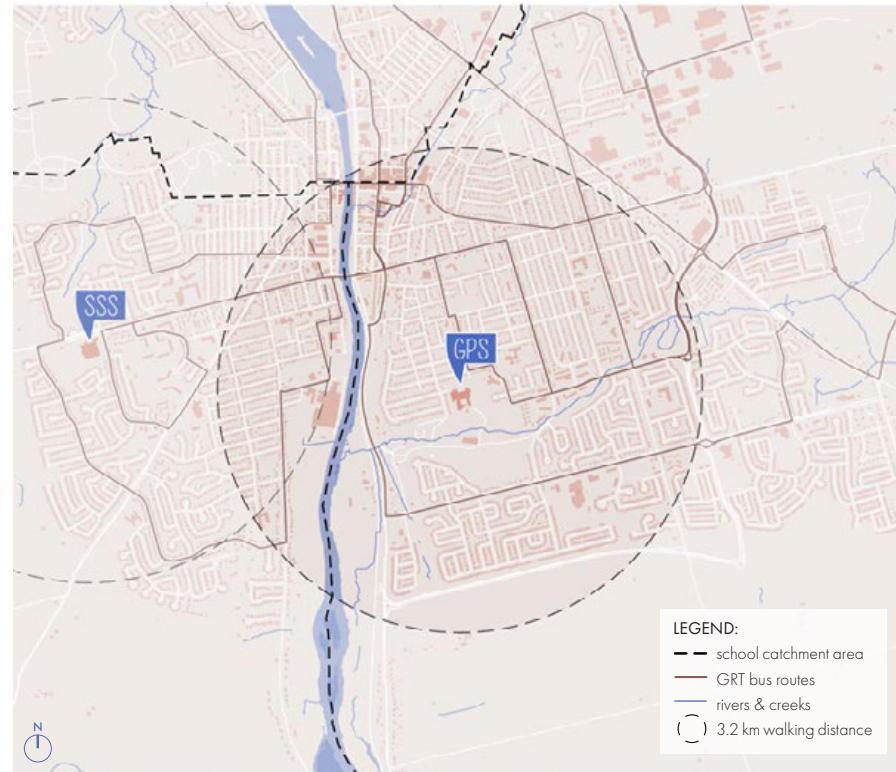 SSS
GPS
LEGEND:
school catchment area
GRT bus routes
rivers & creeks
3.2 km walking distance
N